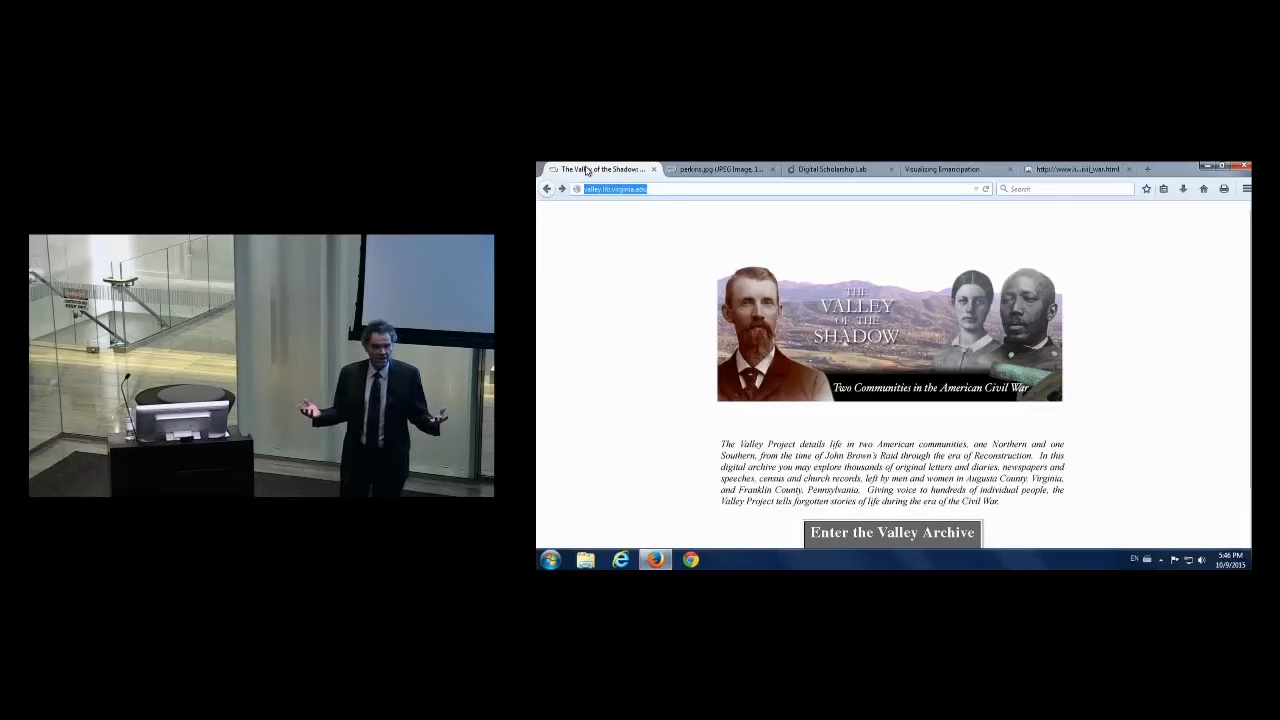 The Valley of the Shadow: ...
perkins.jpg (JPEG Image, 1...
Digital Scholarship Lab
Visualizing Emancipation
http://www.it...ivil_war.html
valley.lib.virginia.edu
Search
THE
VALLEY
OF THE
SHADOW
Two Communities in the American Civil War
The Valley Project details life in two American communities, one Northern and one
Southern, from the time of John Brown's Raid through the era of Reconstruction. In this
digital archive you may explore thousands of original letters and diaries, newspapers and
speeches, census and church records, left by men and women in Augusta County, Virginia,
and Franklin County, Pennsylvania. Giving voice to hundreds of individual people, the
Valley Project tells forgotten stories of life during the era of the Civil War.
Enter the Valley Archive
EN
5:46 PM
10/9/2015